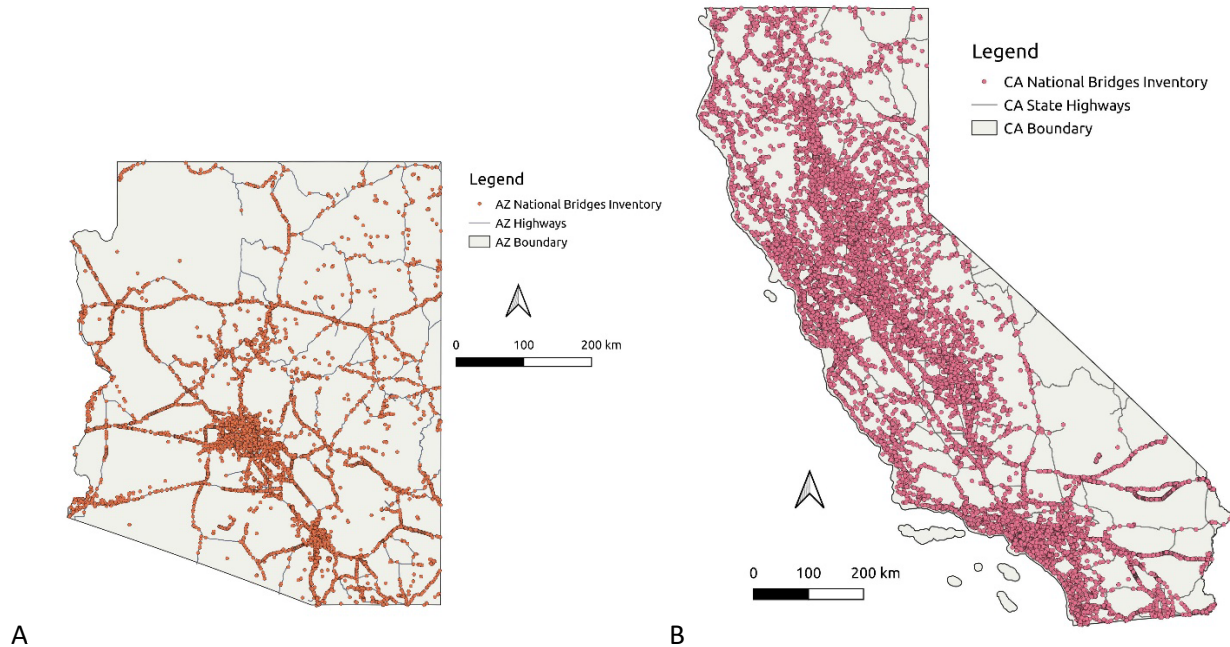 Legend
AZ National Bridges Inventory
AZ Highways
AZ Boundary
0 100 200 km
A
Legend
CA National Bridges Inventory
CA State Highways
CA Boundary
0 100 200 km
B